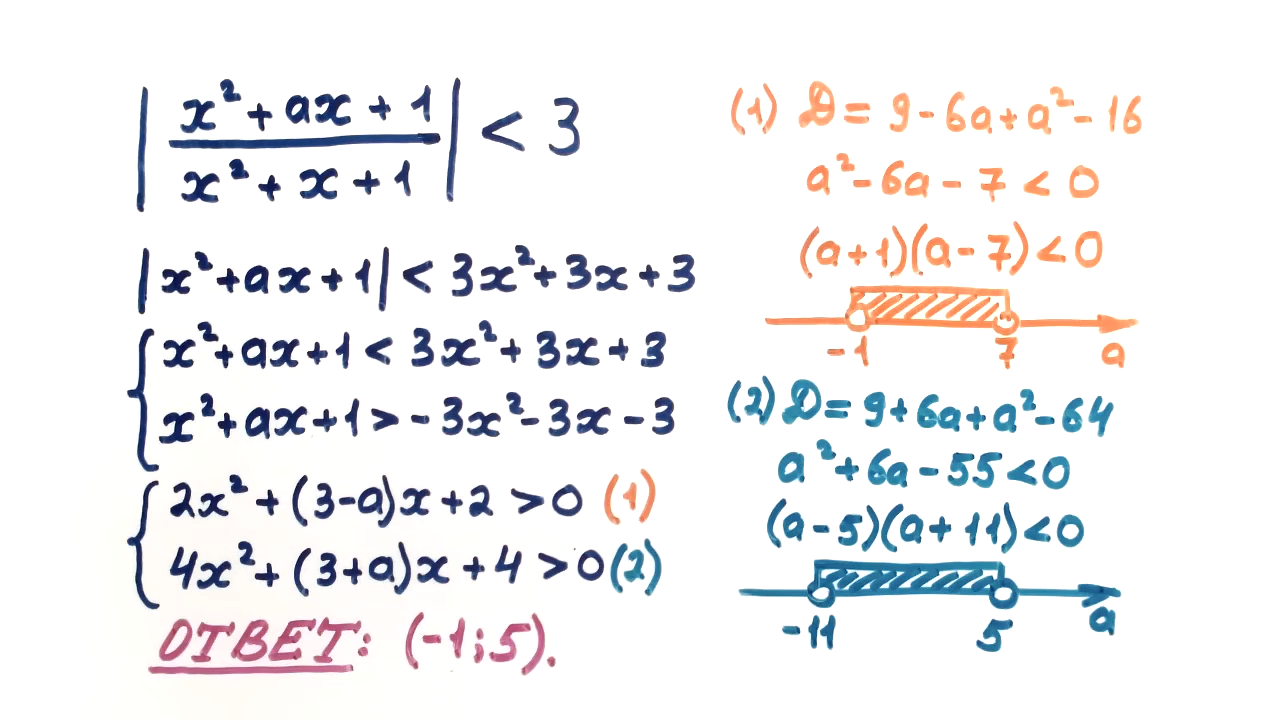 | (x² + ax + 1) / (x² + x + 1) | < 3
|x² + ax + 1| < 3x² + 3x + 3
{ x² + ax + 1 < 3x² + 3x + 3
x² + ax + 1 > -3x² - 3x - 3
{ 2x² + (3-a)x + 2 > 0 (1)
4x² + (3+a)x + 4 > 0 (2)
ОТВЕТ: (-1; 5).
(1) D = 9 - 6a + a² - 16
a² - 6a - 7 < 0
(a + 1)(a - 7) < 0
-1 7 a
(2) D = 9 + 6a + a² - 64
a² + 6a - 55 < 0
(a - 5)(a + 11) < 0
-11 5 a